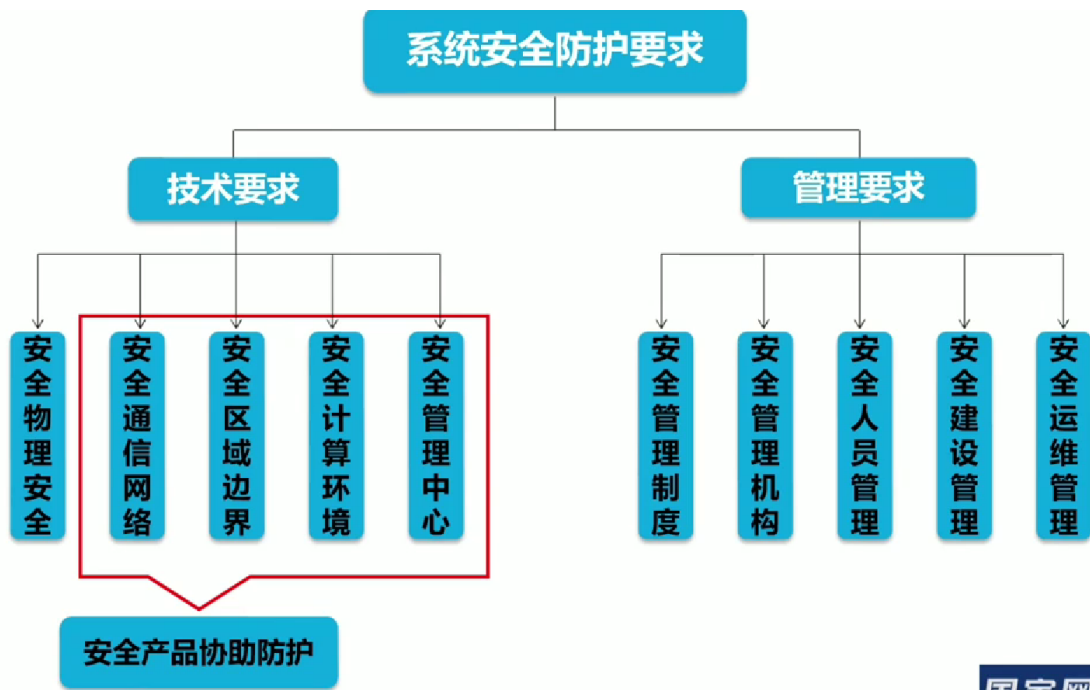 系统安全防护要求
技术要求
管理要求
安全物理安全
安全通信网络
安全区域边界
安全计算环境
安全管理中心
安全管理制度
安全管理机构
安全人员管理
安全建设管理
安全运维管理
安全产品协助防护